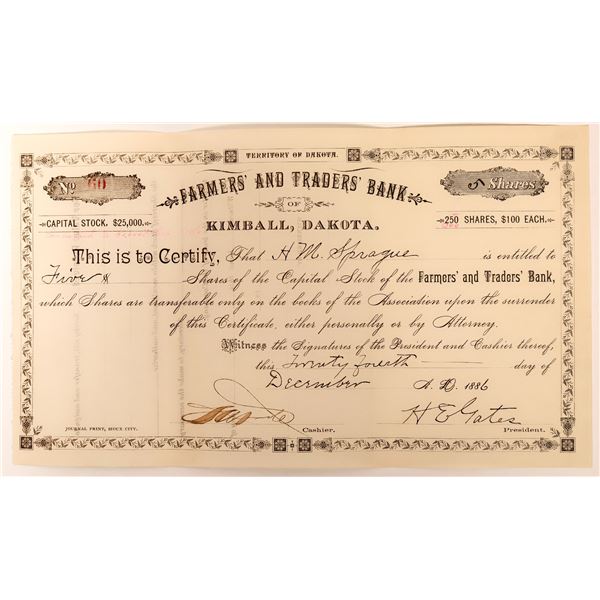 TERRITORY OF DAKOTA.
No. 60
FARMERS' AND TRADERS' BANK
5 Shares
OF
CAPITAL STOCK, $25,000.
KIMBALL, DAKOTA.
250 SHARES, $100 EACH.
This is to Certify, That H M Sprague is entitled to
Five Shares of the Capital Stock of the Farmers' and Traders' Bank,
which Shares are transferable only on the books of the Association upon the surrender
of this Certificate, either personally or by Attorney.
Witness the Signatures of the President and Cashier thereof,
this Twenty fourth day of
December A. D. 1886
H E Gates
Cashier.
President.
JOURNAL PRINT, SIOUX CITY.